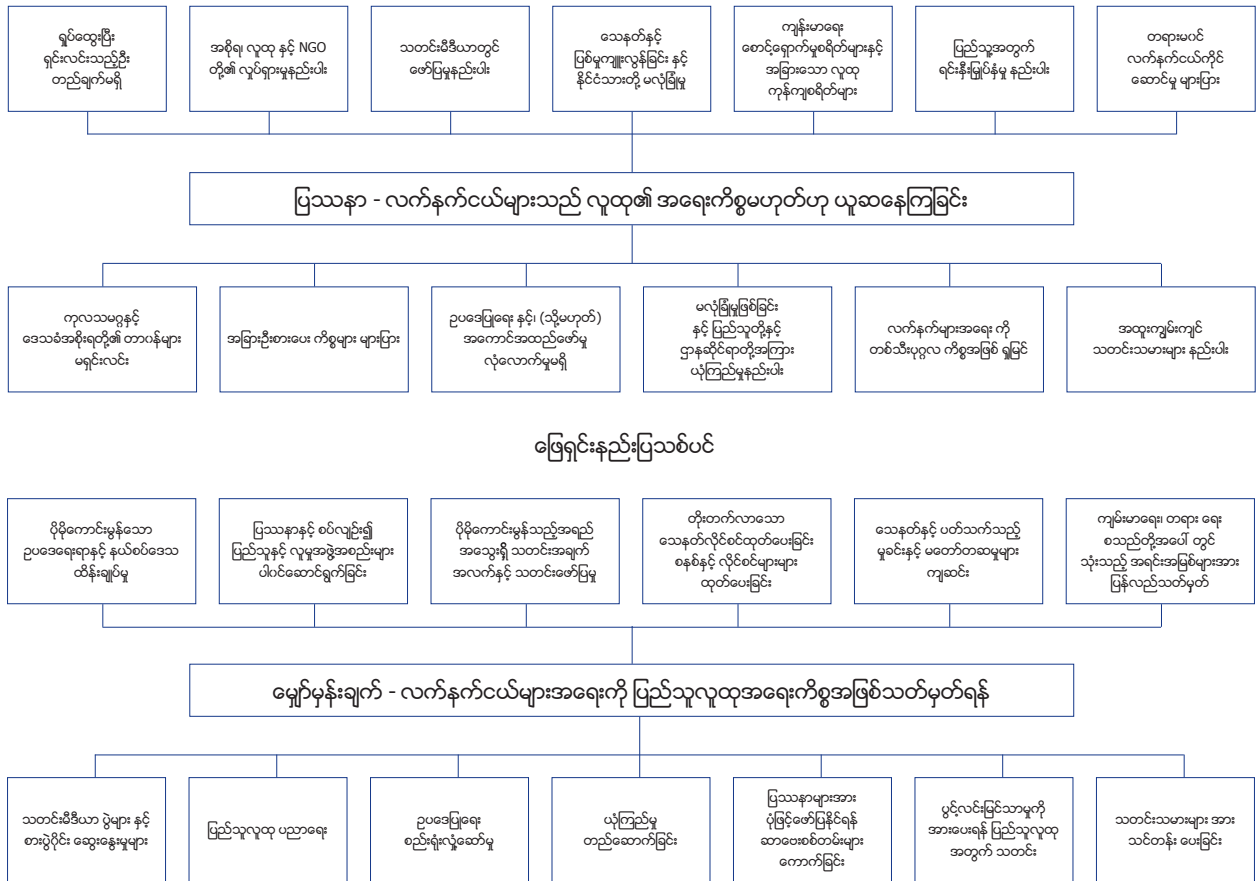 ရှုပ်ထွေးပြီး
ရှင်းလင်းသည့်ဦး
တည်ချက်မရှိ
အစိုရ၊ လူထု နှင့် NGO
တို့၏ လှုပ်ရှားမှုနည်းပါး
သတင်းမီဒီယာတွင်
ဖော်ပြမှုနည်းပါး
သေနတ်နှင့်
ပြစ်မှုကျူးလွန်ခြင်း နှင့်
နိုင်ငံသားတို့ မလုံခြုံမှု
ကျန်းမာရေး
စောင့်ရှောက်မှုစရိတ်များနှင့်
အခြားသော လူထု
ကုန်ကျစရိတ်များ
ပြည်သူ့အတွက်
ရင်းနှီးမြှုပ်နှံမှု နည်းပါး
တရားမဝင်
လက်နက်ငယ်ကိုင်
ဆောင်မှု များပြား
ပြဿနာ - လက်နက်ငယ်များသည် လူထု၏ အရေးကိစ္စမဟုတ်ဟု ယူဆနေကြခြင်း
ကုလသမဂ္ဂနှင့်
ဒေသခံအစိုးရတို့၏ တာဝန်များ
မရှင်းလင်း
အခြားဦးစားပေး ကိစ္စများ များပြား
ဥပဒေပြုရေး နှင့်၊ (သို့မဟုတ်)
အကောင်အထည်ဖော်မှု
လုံလောက်မှုမရှိ
မလုံခြုံမှုဖြစ်ခြင်း
နှင့် ပြည်သူတို့နှင့်
ဌာနဆိုင်ရာတို့အကြား
ယုံကြည်မှုနည်းပါး
လက်နက်များအရေး ကို
တစ်သီးပုဂ္ဂလ ကိစ္စအဖြစ် ရှုမြင်
အထူးကျွမ်းကျင်
သတင်းသမားများ နည်းပါး
ဖြေရှင်းနည်းပြသစ်ပင်
ပိုမိုကောင်းမွန်သော
ဥပဒေရေးရာနှင့် နယ်စပ်ဒေသ
ထိန်းချုပ်မှု
ပြဿနာနှင့် စပ်လျဉ်း၍
ပြည်သူနှင့် လူမှုအဖွဲ့အစည်းများ
ပါဝင်ဆောင်ရွက်ခြင်း
ပိုမိုကောင်းမွန်သည့်အရည်
အသွေးရှိ သတင်းအချက်
အလက်နှင့် သတင်းဖော်ပြမှု
တိုးတက်လာသော
သေနတ်လိုင်စင်ထုတ်ပေးခြင်း
စနစ်နှင့် လိုင်စင်များများ
ထုတ်ပေးခြင်း
သေနတ်နှင့် ပတ်သက်သည့်
မှုခင်းနှင့် မတော်တဆမှုများ
ကျဆင်း
ကျမ်းမာရေး၊ တရား ရေး
စသည်တို့အပေါ် တွင်
သုံးသည့် အရင်းအမြစ်များအား
ပြန်လည်သတ်မှတ်
မျှော်မှန်းချက် - လက်နက်ငယ်များအရေးကို ပြည်သူလူထုအရေးကိစ္စအဖြစ်သတ်မှတ်ရန်
သတင်းမီဒီယာ ပွဲများ နှင့်
စားပွဲဝိုင်း ဆွေးနွေးမှုများ
ပြည်သူလူထု ပညာရေး
ဥပဒေပြုရေး
စည်းရုံးလှုံ့ဆော်မှု
ယုံကြည်မှု
တည်ဆောက်ခြင်း
ပြဿနာများအား
ပုံဖြင့်ဖော်ပြနိုင်ရန်
ဆာဗေးစစ်တမ်းများ
ကောက်ခြင်း
ပွင့်လင်းမြင်သာမှုကို
အားပေးရန် ပြည်သူလူထု
အတွက် သတင်း
သတင်းသမားများ အား
သင်တန်း ပေးခြင်း